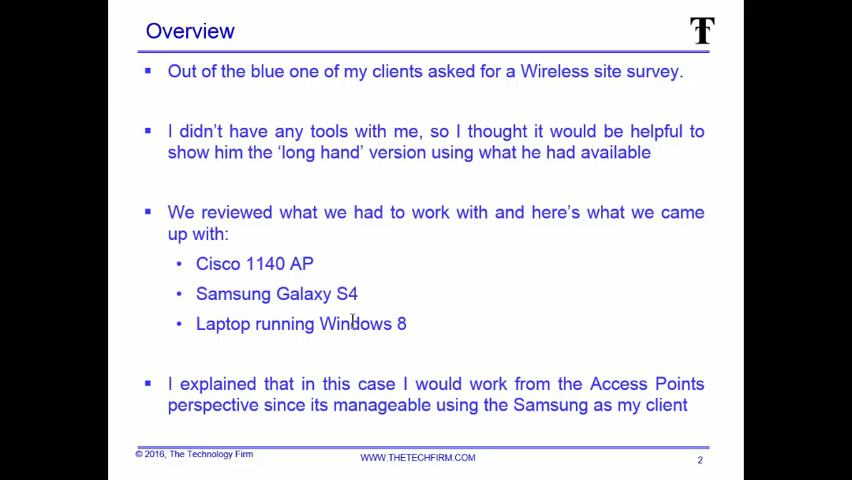 Overview
T
Out of the blue one of my clients asked for a Wireless site survey.
I didn't have any tools with me, so I thought it would be helpful to
show him the 'long hand' version using what he had available
We reviewed what we had to work with and here's what we came
up with:
Cisco 1140 AP
Samsung Galaxy S4
Laptop running Windows 8
I explained that in this case I would work from the Access Points
perspective since its manageable using the Samsung as my client
© 2016, The Technology Firm
WWW.THETECHFIRM.COM
2